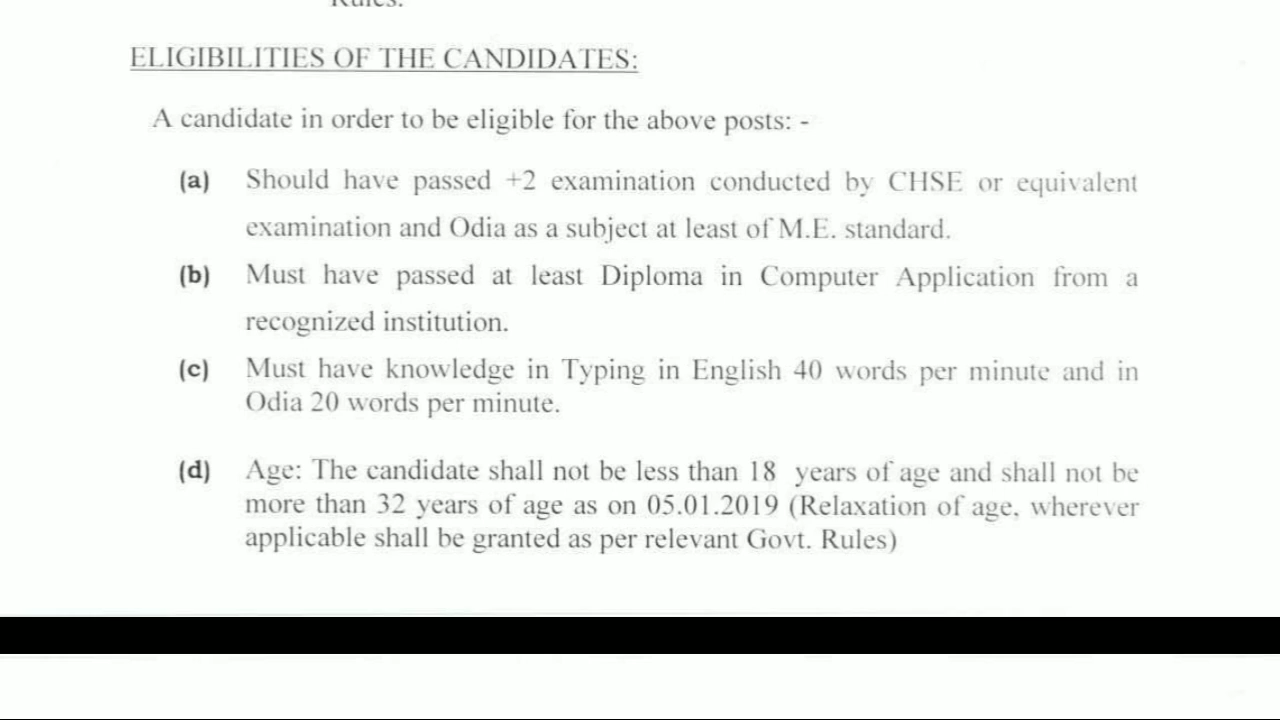 Rules.
ELIGIBILITIES OF THE CANDIDATES:
A candidate in order to be eligible for the above posts: -
(a) Should have passed +2 examination conducted by CHSE or equivalent
examination and Odia as a subject at least of M.E. standard.
(b) Must have passed at least Diploma in Computer Application from a
recognized institution.
(c) Must have knowledge in Typing in English 40 words per minute and in
Odia 20 words per minute.
(d) Age: The candidate shall not be less than 18 years of age and shall not be
more than 32 years of age as on 05.01.2019 (Relaxation of age, wherever
applicable shall be granted as per relevant Govt. Rules)